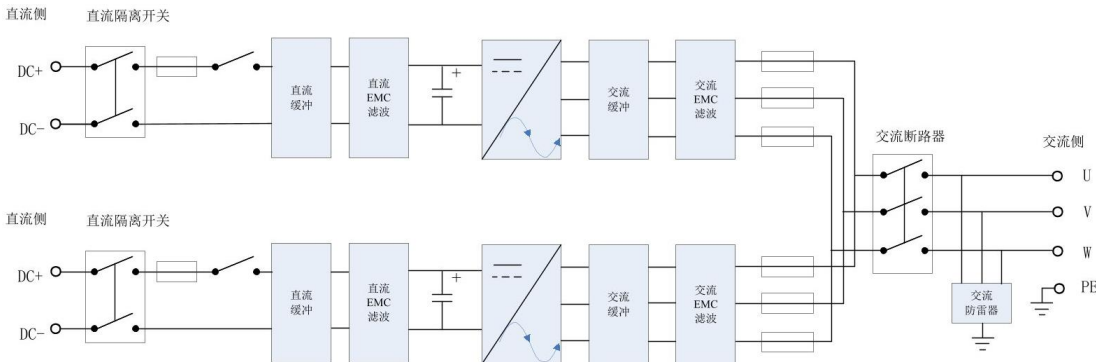 直流侧
直流隔离开关
DC+
DC-
直流
缓冲
直流
EMC
滤波
+
交流
缓冲
交流
EMC
滤波
交流断路器
交流侧
U
V
W
PE
交流
防雷器
直流侧
直流隔离开关
DC+
DC-
直流
缓冲
直流
EMC
滤波
+
交流
缓冲
交流
EMC
滤波